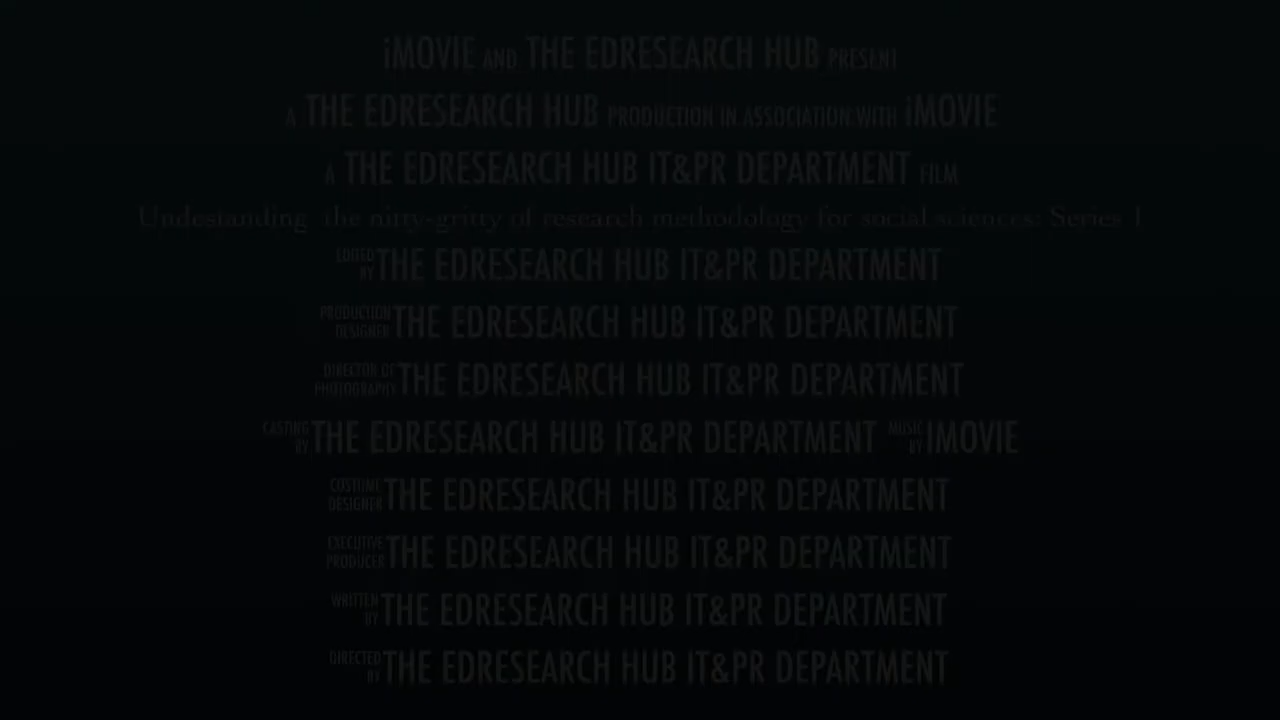 iMOVIE AND THE EDRESEARCH HUB PRESENT
A THE EDRESEARCH HUB PRODUCTION IN ASSOCIATION WITH iMOVIE
A THE EDRESEARCH HUB IT&PR DEPARTMENT FILM
Undestanding the nitty-gritty of research methodology for social sciences: Series 1
EDITED BY THE EDRESEARCH HUB IT&PR DEPARTMENT
PRODUCTION DESIGNER THE EDRESEARCH HUB IT&PR DEPARTMENT
DIRECTOR OF PHOTOGRAPHY THE EDRESEARCH HUB IT&PR DEPARTMENT
CASTING BY THE EDRESEARCH HUB IT&PR DEPARTMENT MUSIC BY IMOVIE
COSTUME DESIGNER THE EDRESEARCH HUB IT&PR DEPARTMENT
EXECUTIVE PRODUCER THE EDRESEARCH HUB IT&PR DEPARTMENT
WRITTEN BY THE EDRESEARCH HUB IT&PR DEPARTMENT
DIRECTED BY THE EDRESEARCH HUB IT&PR DEPARTMENT